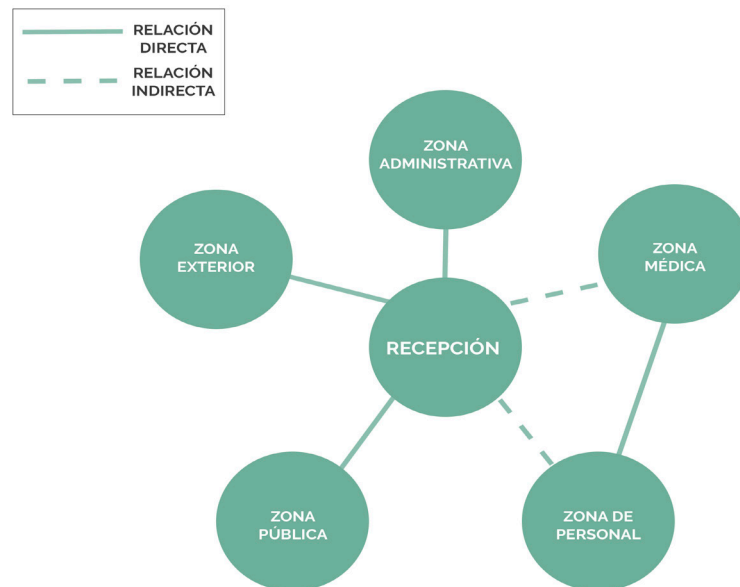 RELACIÓN
DIRECTA
RELACIÓN
INDIRECTA
ZONA
ADMINISTRATIVA
ZONA
EXTERIOR
ZONA
MÉDICA
RECEPCIÓN
ZONA
PÚBLICA
ZONA DE
PERSONAL